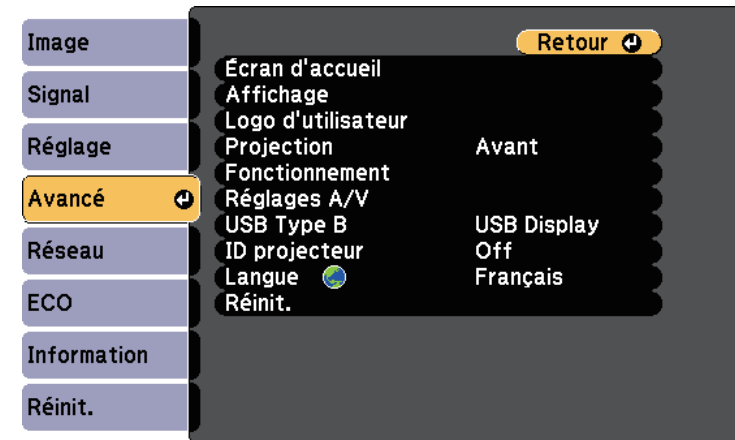 Image
Signal
Réglage
Avancé
Réseau
ECO
Information
Réinit.
Retour
Écran d'accueil
Affichage
Logo d'utilisateur
Projection Avant
Fonctionnement
Réglages A/V
USB Type B USB Display
ID projecteur Off
Langue Français
Réinit.